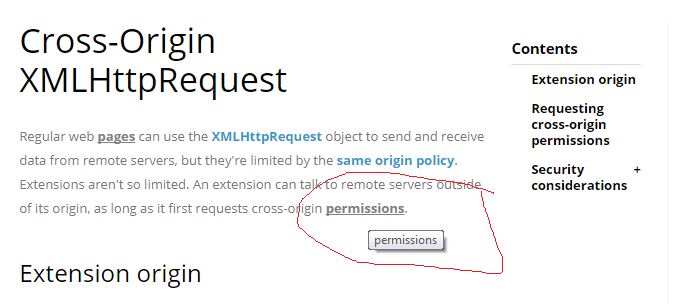 Cross-Origin
XMLHttpRequest
Regular web pages can use the XMLHttpRequest object to send and receive
data from remote servers, but they're limited by the same origin policy.
Extensions aren't so limited. An extension can talk to remote servers outside
of its origin, as long as it first requests cross-origin permissions.
permissions
Extension origin
Contents
Extension origin
Requesting
cross-origin
permissions
Security +
considerations